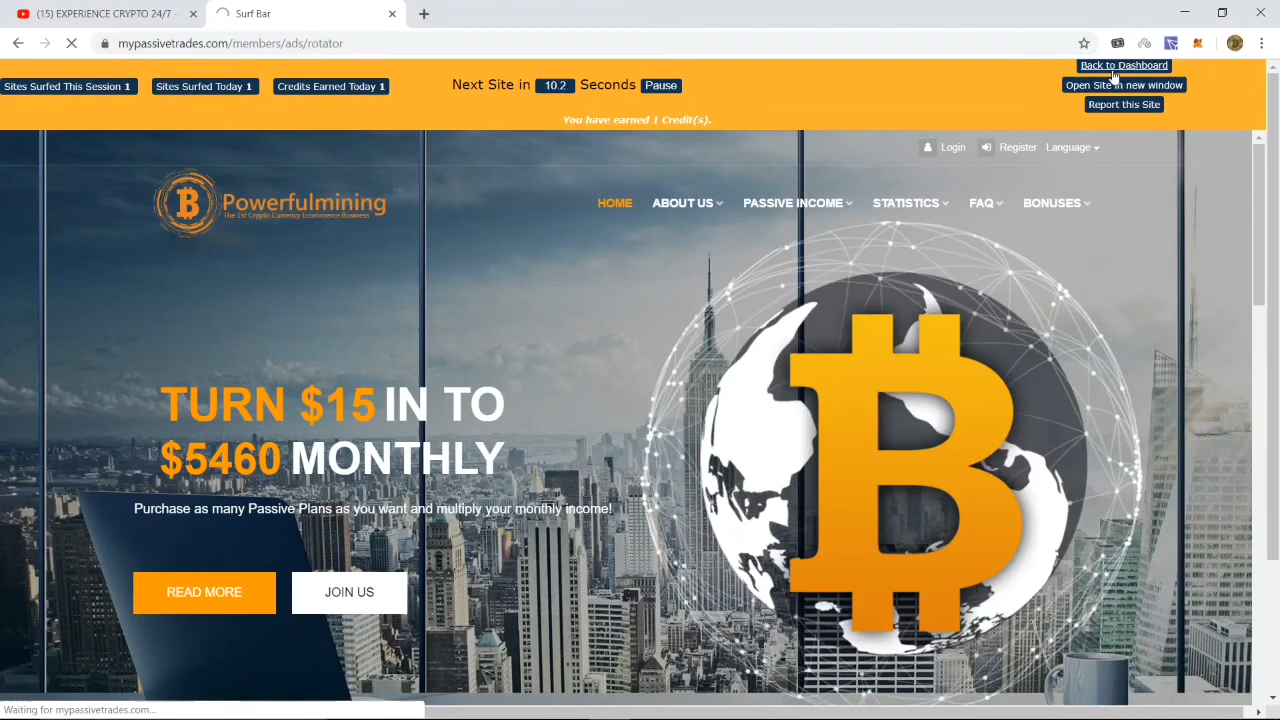 (15) EXPERIENCE CRYPTO 24/7 -
Surf Bar
mypassivetrades.com/members/ads/rotator
Back to Dashboard
Sites Surfed This Session 1
Sites Surfed Today 1
Credits Earned Today 1
Next Site in 10.2 Seconds Pause
Open Site in new window
Report this Site
You have earned 1 Credit(s).
Login
Register
Language
Powerfulmining
The 1st Crypto Currency Ecommerce Business
HOME
ABOUT US
PASSIVE INCOME
STATISTICS
FAQ
BONUSES
TURN $15 IN TO
$5460 MONTHLY
Purchase as many Passive Plans as you want and multiply your monthly income!
READ MORE
JOIN US
Waiting for mypassivetrades.com...